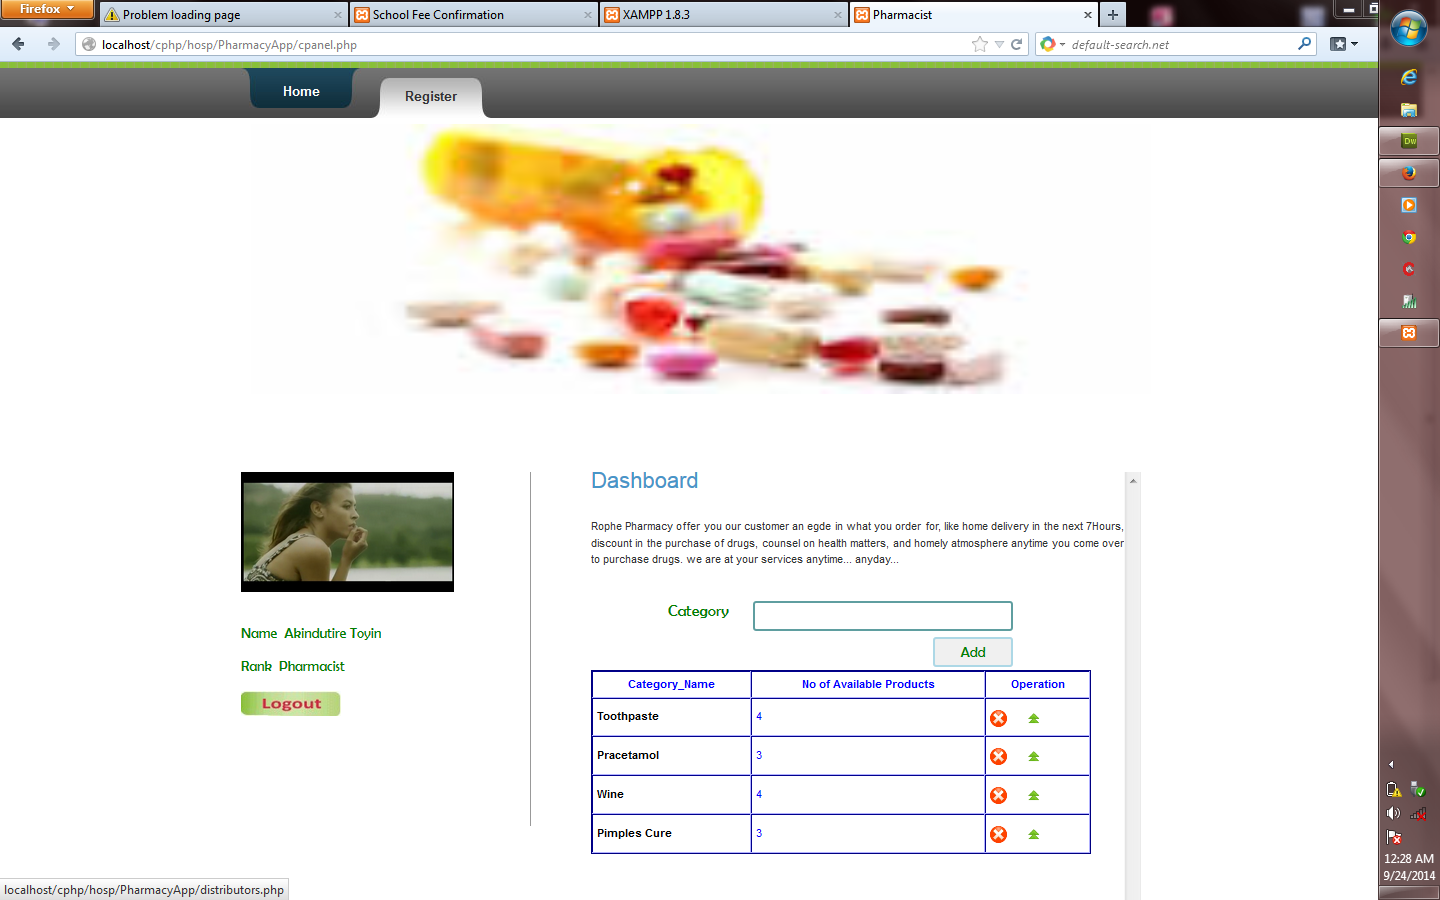 Firefox
Problem loading page
School Fee Confirmation
XAMPP 1.8.3
Pharmacist
localhost/cphp/hosp/PharmacyApp/cpanel.php
default-search.net
Home
Register
Dashboard
Rophe Pharmacy offer you our customer an egde in what you order for, like home delivery in the next 7Hours,
discount in the purchase of drugs, counsel on health matters, and homely atmosphere anytime you come over
to purchase drugs. we are at your services anytime... anyday...
Category
Add
Name Akindutire Toyin
Rank Pharmacist
Logout
Category_Name No of Available Products Operation
Toothpaste 4
Pracetamol 3
Wine 4
Pimples Cure 3
localhost/cphp/hosp/PharmacyApp/distributors.php
Dw
12:28 AM
9/24/2014